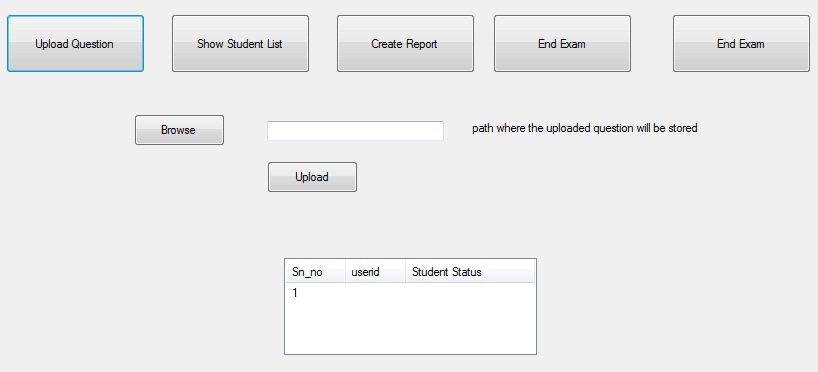 Upload Question Show Student List Create Report End Exam End Exam
Browse path where the uploaded question will be stored
Upload
Sn_no userid Student Status
1